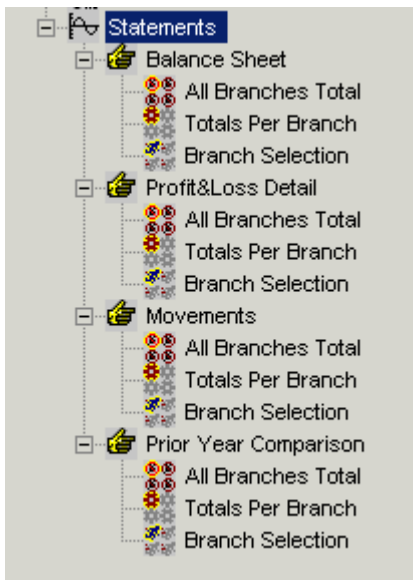 Statements
Balance Sheet
All Branches Total
Totals Per Branch
Branch Selection
Profit&Loss Detail
All Branches Total
Totals Per Branch
Branch Selection
Movements
All Branches Total
Totals Per Branch
Branch Selection
Prior Year Comparison
All Branches Total
Totals Per Branch
Branch Selection